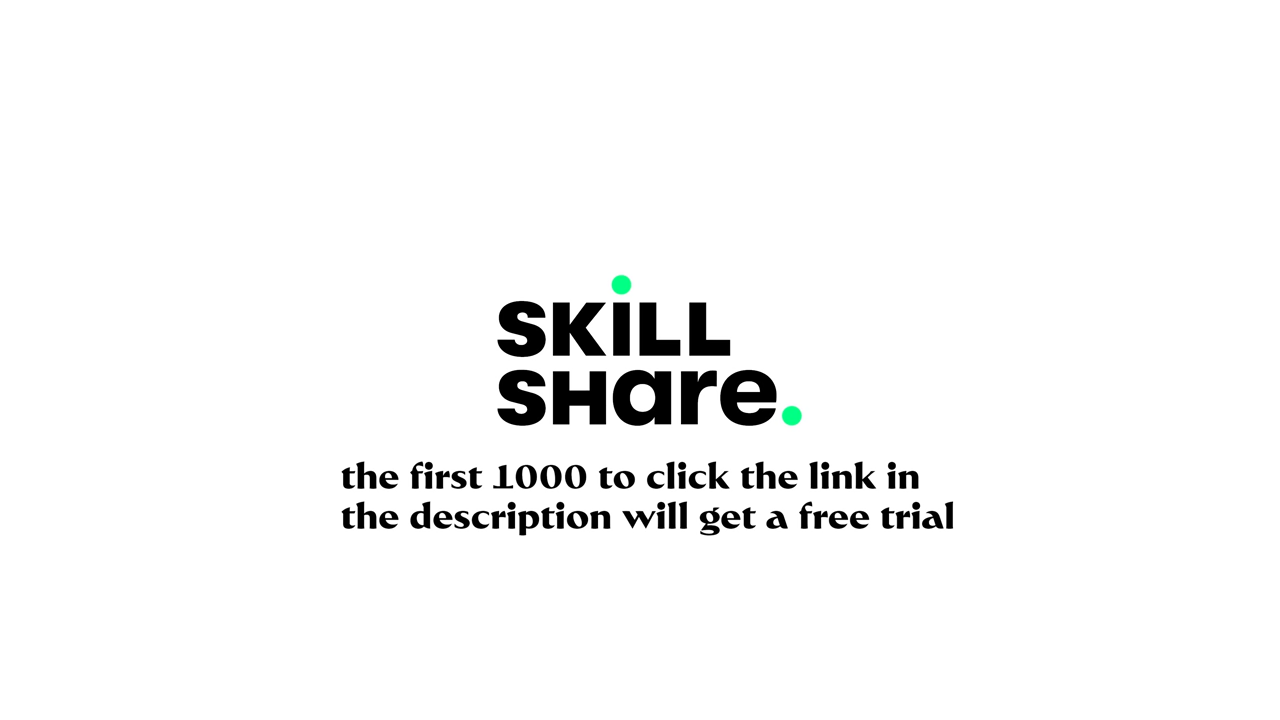 SKiLL
SHare.
the first 1000 to click the link in
the description will get a free trial